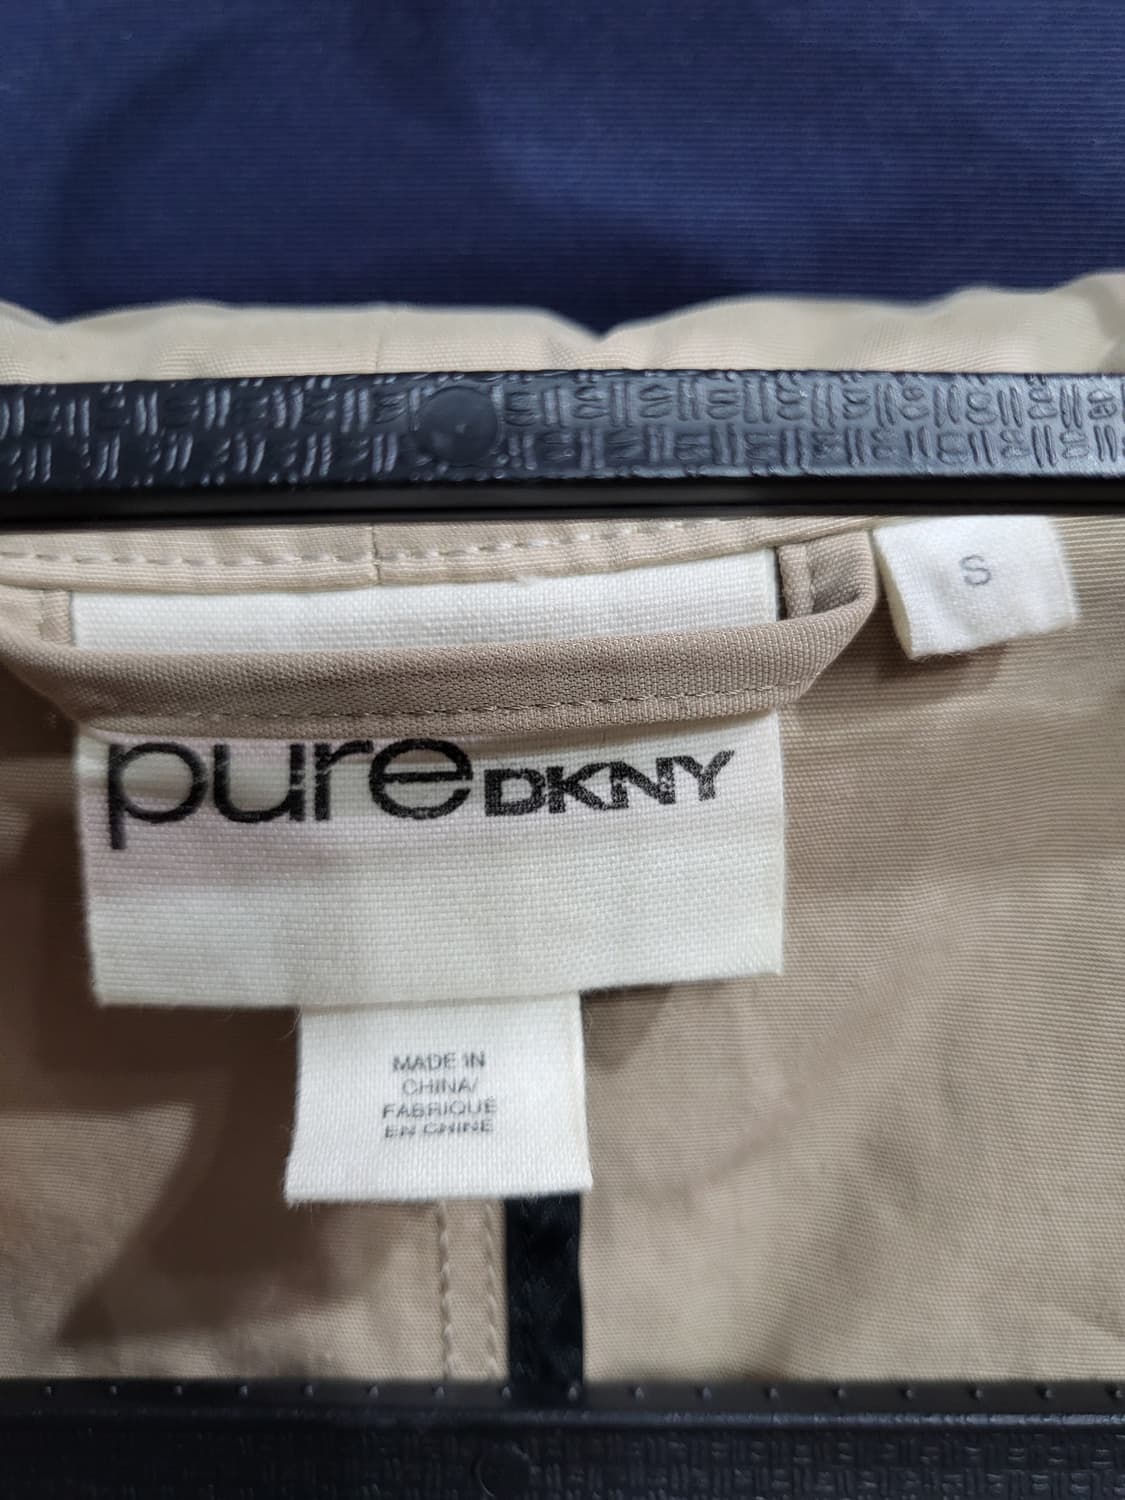 S
pure DKNY
MADE IN
CHINA/
FABRIQUÉ
EN CHINE